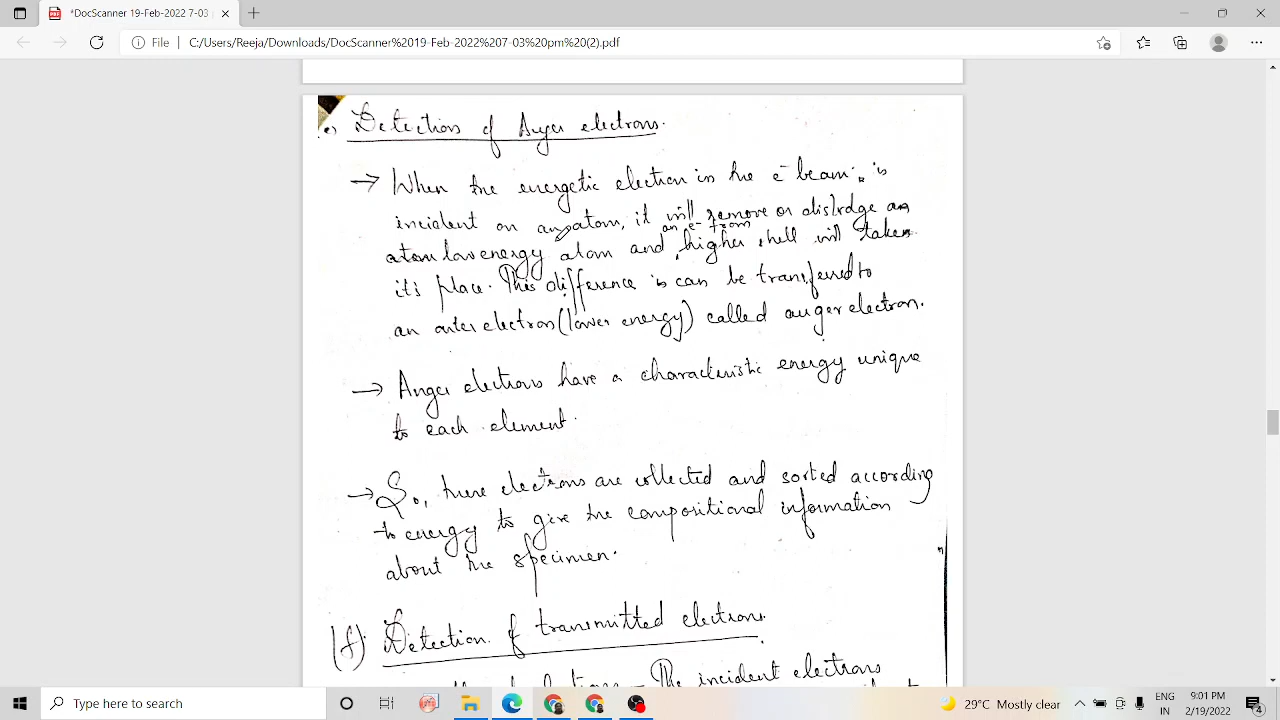 *DocScanner 19-Feb-2022 7-03
File
C:/Users/Reeja/Downloads/DocScanner%2019-Feb-2022%207-03%20pm%20(2).pdf
e) Detection of Auger electrons.
→ When the energetic electron in the e⁻ beam is
incident on an atom, it will remove or dislodge an
an e⁻ from
atom low energy atom and higher shell will take
it's place. This difference is can be transferred to
an outer electron (lower energy) called auger electron.
→ Auger electrons have a characteristic energy unique
to each element.
→ So, these electrons are collected and sorted according
to energy to give the compositional information
about the specimen.
(f). Detection of transmitted electrons.
The incident electrons
Type here to search
29°C Mostly clear
ENG
IN
9:01 PM
2/19/2022
4